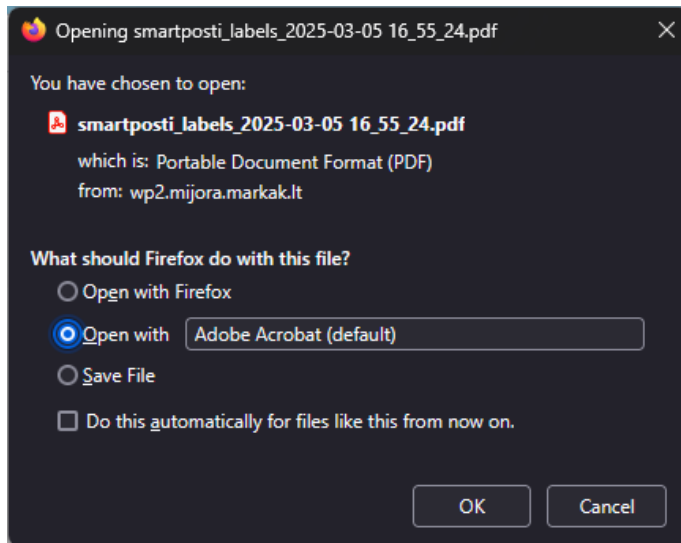 Opening smartposti_labels_2025-03-05 16_55_24.pdf
You have chosen to open:
smartposti_labels_2025-03-05 16_55_24.pdf
which is: Portable Document Format (PDF)
from: wp2.mijora.markak.lt
What should Firefox do with this file?
Open with Firefox
Open with Adobe Acrobat (default)
Save File
Do this automatically for files like this from now on.
OK Cancel